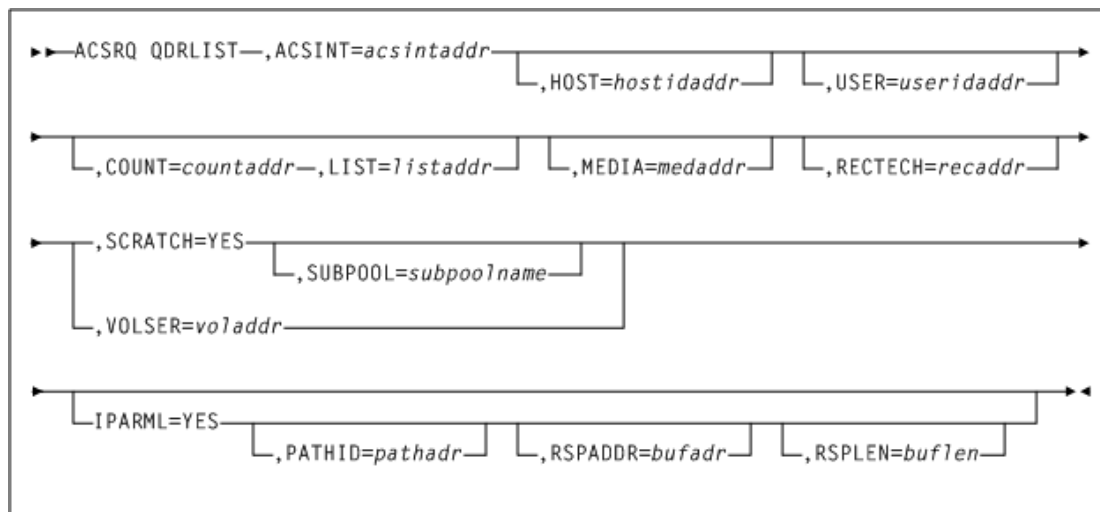 ACSRQ QDRLIST ,ACSINT=acsintaddr
,HOST=hostidaddr ,USER=useridaddr
,COUNT=countaddr ,LIST=listaddr ,MEDIA=medaddr ,RECTECH=recaddr
,SCRATCH=YES
,SUBPOOL=subpoolname
,VOLSER=voladdr
IPARML=YES
,PATHID=pathadr ,RSPADDR=bufadr ,RSPLEN=buflen